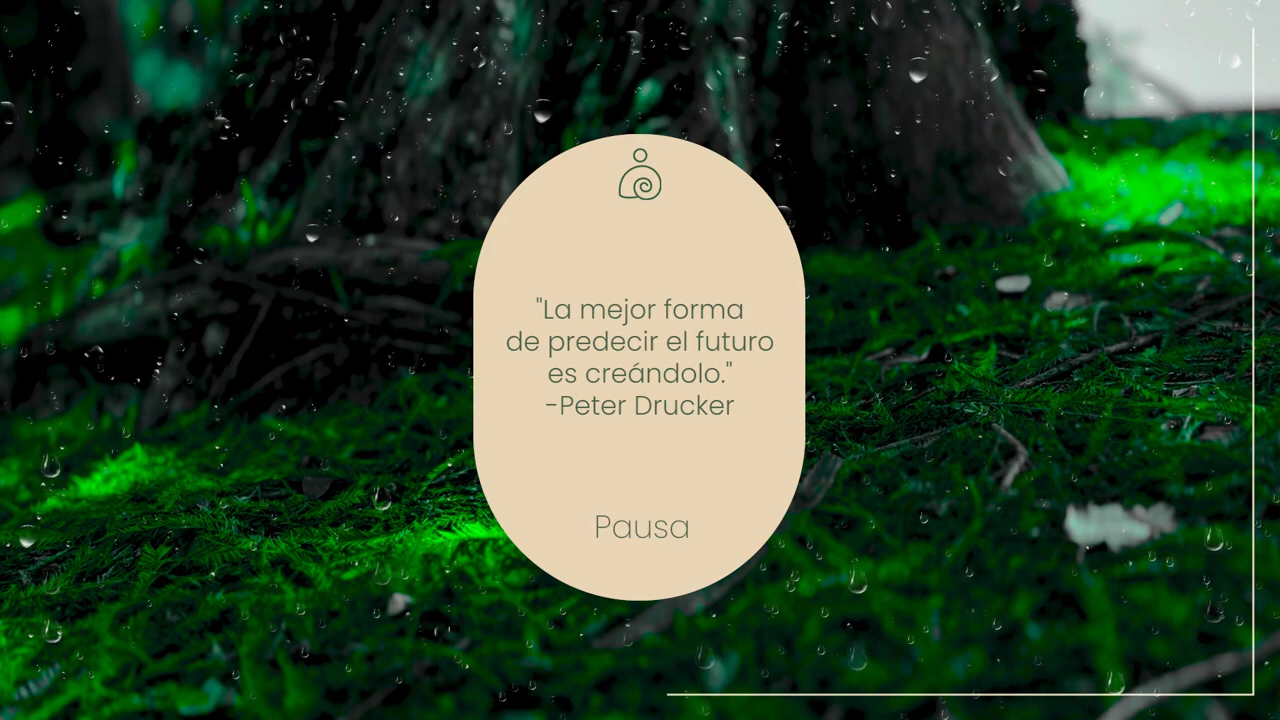 "La mejor forma
de predecir el futuro
es creándolo."
-Peter Drucker
Pausa